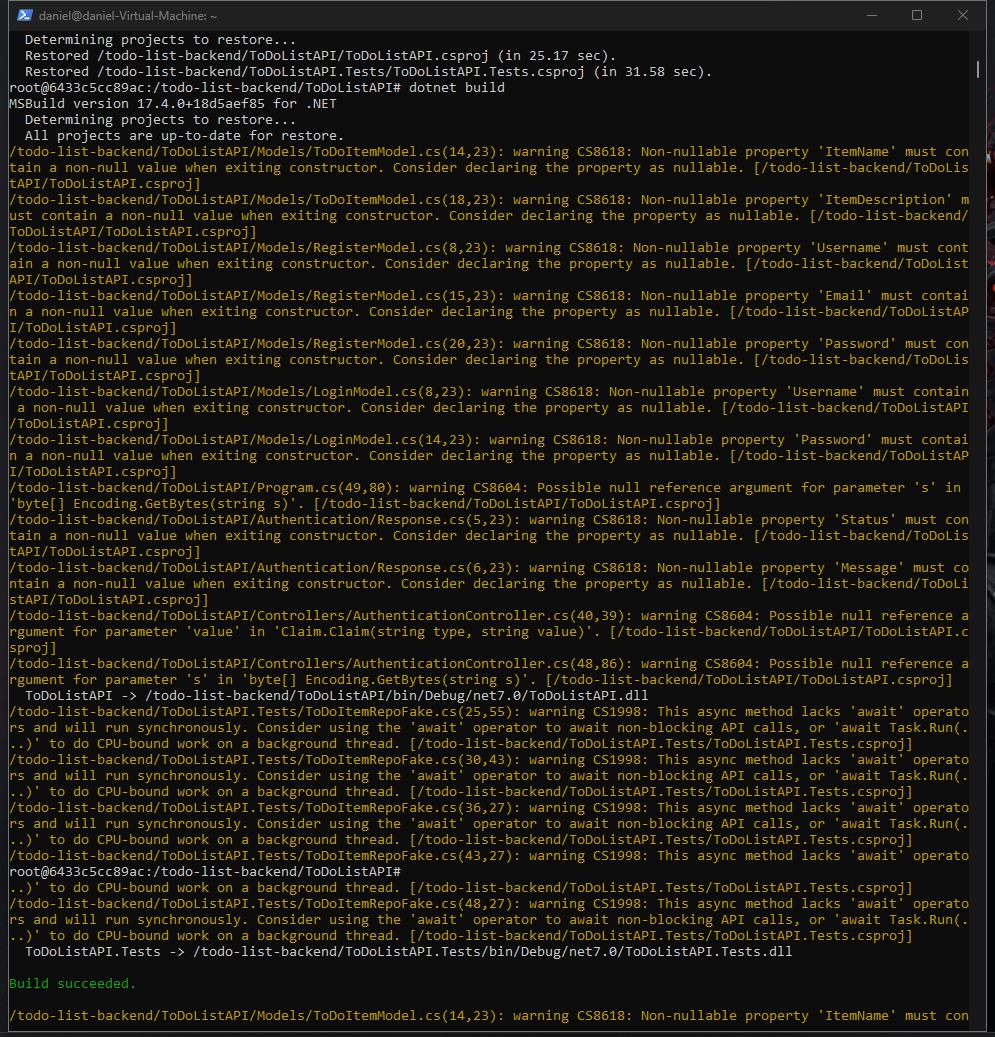 daniel@daniel-Virtual-Machine: ~
Determining projects to restore...
Restored /todo-list-backend/ToDoListAPI/ToDoListAPI.csproj (in 25.17 sec).
Restored /todo-list-backend/ToDoListAPI.Tests/ToDoListAPI.Tests.csproj (in 31.58 sec).
root@6433c5cc89ac:/todo-list-backend/ToDoListAPI# dotnet build
MSBuild version 17.4.0+18d5aef85 for .NET
Determining projects to restore...
All projects are up-to-date for restore.
/todo-list-backend/ToDoListAPI/Models/ToDoItemModel.cs(14,23): warning CS8618: Non-nullable property 'ItemName' must con
tain a non-null value when exiting constructor. Consider declaring the property as nullable. [/todo-list-backend/ToDoLis
tAPI/ToDoListAPI.csproj]
/todo-list-backend/ToDoListAPI/Models/ToDoItemModel.cs(18,23): warning CS8618: Non-nullable property 'ItemDescription' m
ust contain a non-null value when exiting constructor. Consider declaring the property as nullable. [/todo-list-backend/
ToDoListAPI/ToDoListAPI.csproj]
/todo-list-backend/ToDoListAPI/Models/RegisterModel.cs(8,23): warning CS8618: Non-nullable property 'Username' must cont
ain a non-null value when exiting constructor. Consider declaring the property as nullable. [/todo-list-backend/ToDoList
API/ToDoListAPI.csproj]
/todo-list-backend/ToDoListAPI/Models/RegisterModel.cs(15,23): warning CS8618: Non-nullable property 'Email' must contai
n a non-null value when exiting constructor. Consider declaring the property as nullable. [/todo-list-backend/ToDoListAP
I/ToDoListAPI.csproj]
/todo-list-backend/ToDoListAPI/Models/RegisterModel.cs(20,23): warning CS8618: Non-nullable property 'Password' must con
tain a non-null value when exiting constructor. Consider declaring the property as nullable. [/todo-list-backend/ToDoLis
tAPI/ToDoListAPI.csproj]
/todo-list-backend/ToDoListAPI/Models/LoginModel.cs(8,23): warning CS8618: Non-nullable property 'Username' must contain
a non-null value when exiting constructor. Consider declaring the property as nullable. [/todo-list-backend/ToDoListAPI
/ToDoListAPI.csproj]
/todo-list-backend/ToDoListAPI/Models/LoginModel.cs(14,23): warning CS8618: Non-nullable property 'Password' must contai
n a non-null value when exiting constructor. Consider declaring the property as nullable. [/todo-list-backend/ToDoListAP
I/ToDoListAPI.csproj]
/todo-list-backend/ToDoListAPI/Program.cs(49,80): warning CS8604: Possible null reference argument for parameter 's' in
'byte[] Encoding.GetBytes(string s)'. [/todo-list-backend/ToDoListAPI/ToDoListAPI.csproj]
/todo-list-backend/ToDoListAPI/Authentication/Response.cs(5,23): warning CS8618: Non-nullable property 'Status' must con
tain a non-null value when exiting constructor. Consider declaring the property as nullable. [/todo-list-backend/ToDoLis
tAPI/ToDoListAPI.csproj]
/todo-list-backend/ToDoListAPI/Authentication/Response.cs(6,23): warning CS8618: Non-nullable property 'Message' must co
ntain a non-null value when exiting constructor. Consider declaring the property as nullable. [/todo-list-backend/ToDoLi
stAPI/ToDoListAPI.csproj]
/todo-list-backend/ToDoListAPI/Controllers/AuthenticationController.cs(40,39): warning CS8604: Possible null reference a
rgument for parameter 'value' in 'Claim.Claim(string type, string value)'. [/todo-list-backend/ToDoListAPI/ToDoListAPI.c
sproj]
/todo-list-backend/ToDoListAPI/Controllers/AuthenticationController.cs(48,86): warning CS8604: Possible null reference a
rgument for parameter 's' in 'byte[] Encoding.GetBytes(string s)'. [/todo-list-backend/ToDoListAPI/ToDoListAPI.csproj]
ToDoListAPI -> /todo-list-backend/ToDoListAPI/bin/Debug/net7.0/ToDoListAPI.dll
/todo-list-backend/ToDoListAPI.Tests/ToDoItemRepoFake.cs(25,55): warning CS1998: This async method lacks 'await' operato
rs and will run synchronously. Consider using the 'await' operator to await non-blocking API calls, or 'await Task.Run(.
..)' to do CPU-bound work on a background thread. [/todo-list-backend/ToDoListAPI.Tests/ToDoListAPI.Tests.csproj]
/todo-list-backend/ToDoListAPI.Tests/ToDoItemRepoFake.cs(30,43): warning CS1998: This async method lacks 'await' operato
rs and will run synchronously. Consider using the 'await' operator to await non-blocking API calls, or 'await Task.Run(.
..)' to do CPU-bound work on a background thread. [/todo-list-backend/ToDoListAPI.Tests/ToDoListAPI.Tests.csproj]
/todo-list-backend/ToDoListAPI.Tests/ToDoItemRepoFake.cs(36,27): warning CS1998: This async method lacks 'await' operato
rs and will run synchronously. Consider using the 'await' operator to await non-blocking API calls, or 'await Task.Run(.
..)' to do CPU-bound work on a background thread. [/todo-list-backend/ToDoListAPI.Tests/ToDoListAPI.Tests.csproj]
/todo-list-backend/ToDoListAPI.Tests/ToDoItemRepoFake.cs(43,27): warning CS1998: This async method lacks 'await' operato
root@6433c5cc89ac:/todo-list-backend/ToDoListAPI#
..)' to do CPU-bound work on a background thread. [/todo-list-backend/ToDoListAPI.Tests/ToDoListAPI.Tests.csproj]
/todo-list-backend/ToDoListAPI.Tests/ToDoItemRepoFake.cs(48,27): warning CS1998: This async method lacks 'await' operato
rs and will run synchronously. Consider using the 'await' operator to await non-blocking API calls, or 'await Task.Run(.
..)' to do CPU-bound work on a background thread. [/todo-list-backend/ToDoListAPI.Tests/ToDoListAPI.Tests.csproj]
ToDoListAPI.Tests -> /todo-list-backend/ToDoListAPI.Tests/bin/Debug/net7.0/ToDoListAPI.Tests.dll
Build succeeded.
/todo-list-backend/ToDoListAPI/Models/ToDoItemModel.cs(14,23): warning CS8618: Non-nullable property 'ItemName' must con